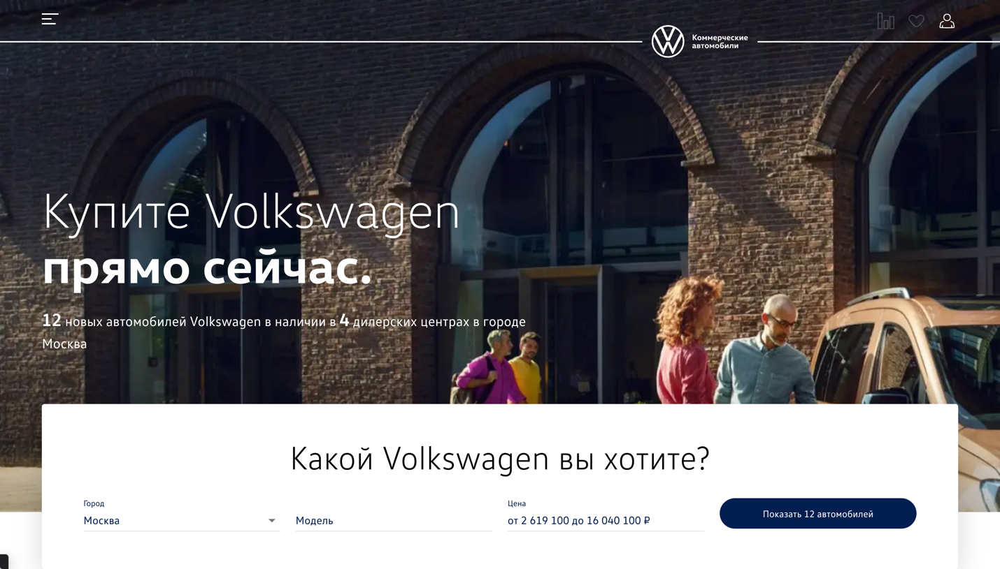 Коммерческие
автомобили
Купите Volkswagen
прямо сейчас.
12 новых автомобилей Volkswagen в наличии в 4 дилерских центрах в городе
Москва
Какой Volkswagen вы хотите?
Город
Москва
Модель
Цена
от 2 619 100 до 16 040 100 ₽
Показать 12 автомобилей